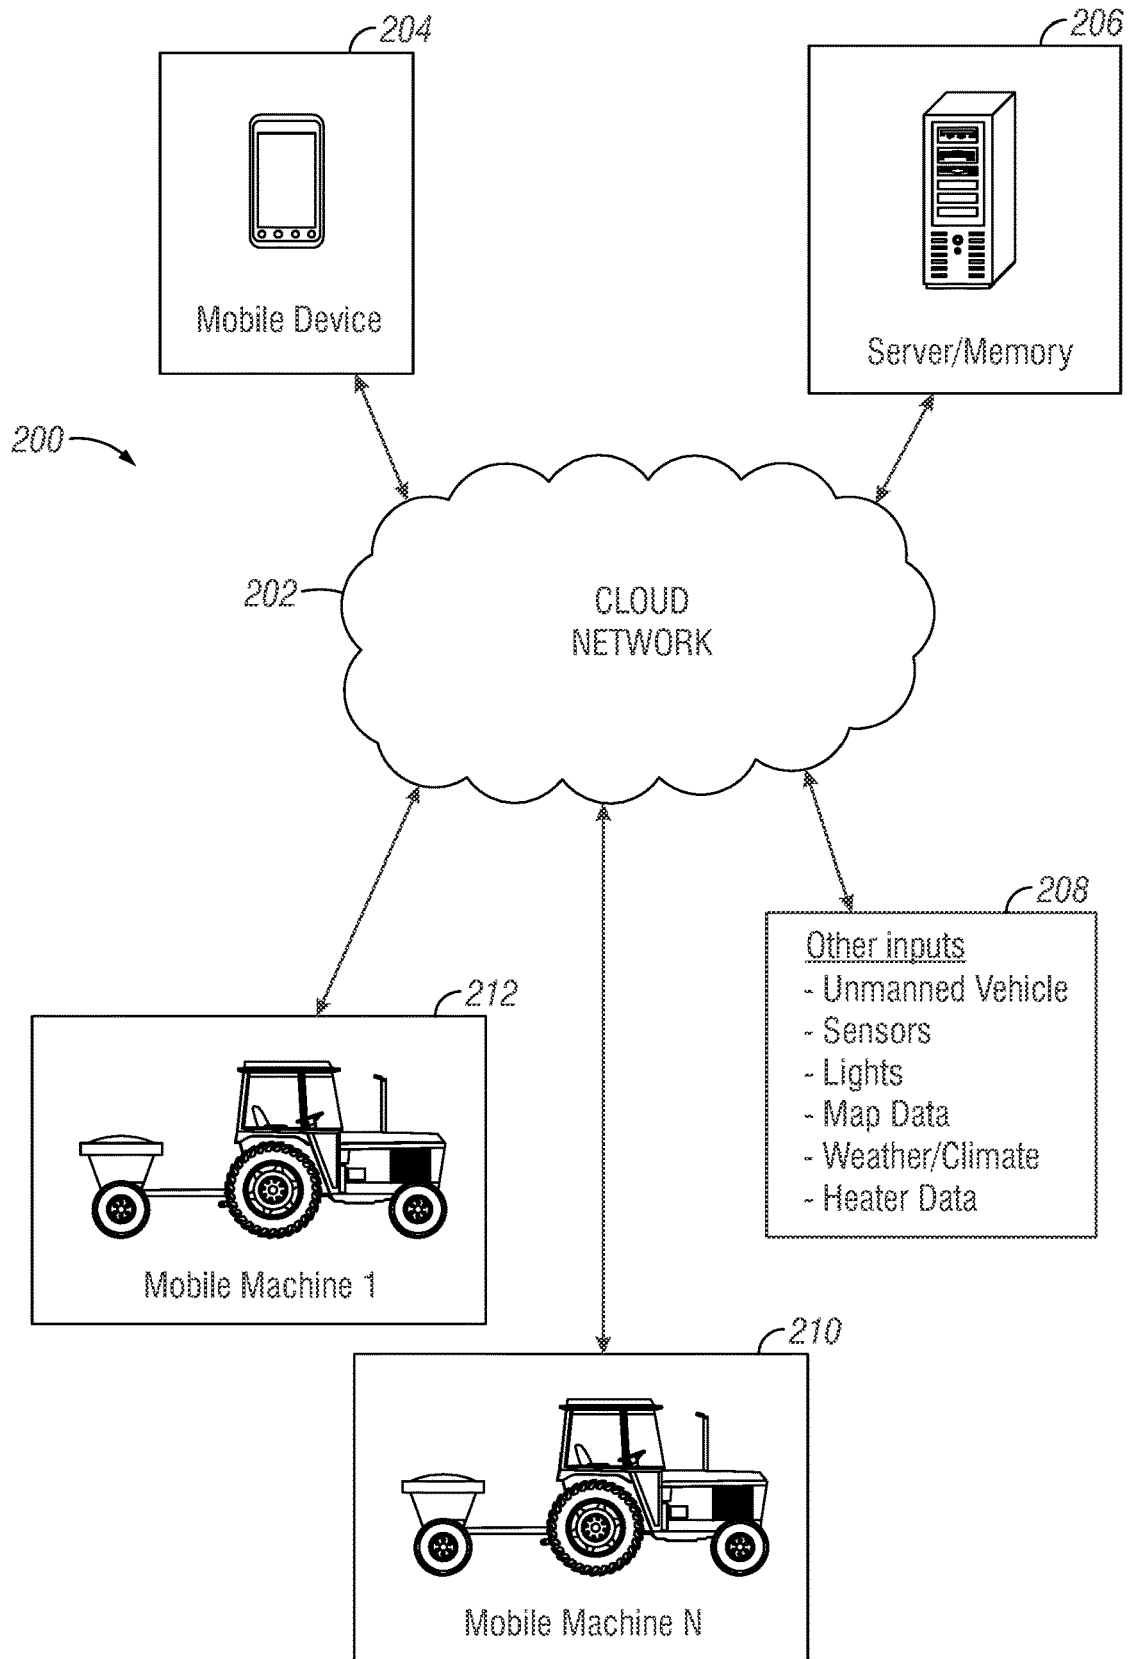 204
206
Mobile Device
Server/Memory
200
202
CLOUD
NETWORK
208
Other inputs
- Unmanned Vehicle
- Sensors
- Lights
- Map Data
- Weather/Climate
- Heater Data
212
Mobile Machine 1
210
Mobile Machine N